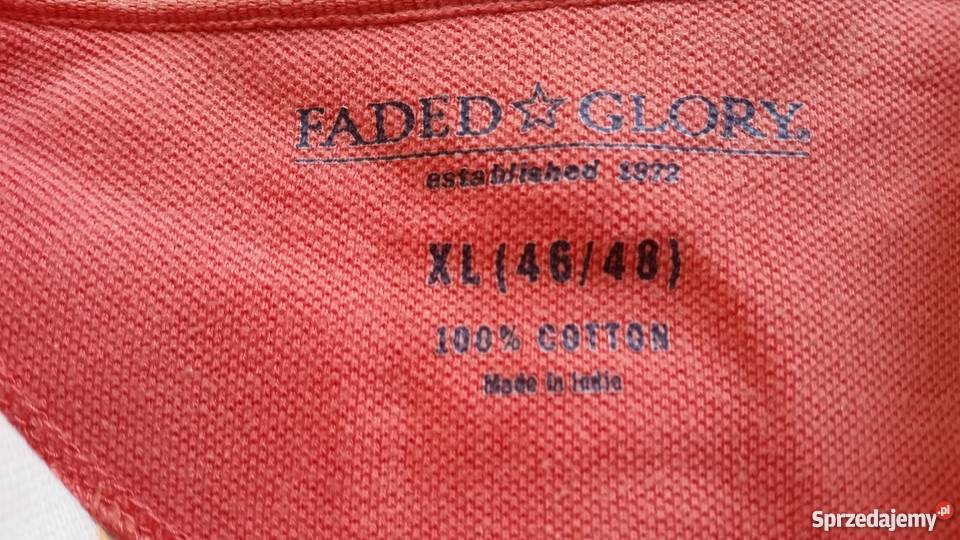 FADED☆GLORY®
established 1972
XL (46/48)
100% COTTON
Made in India
Sprzedajemy.pl